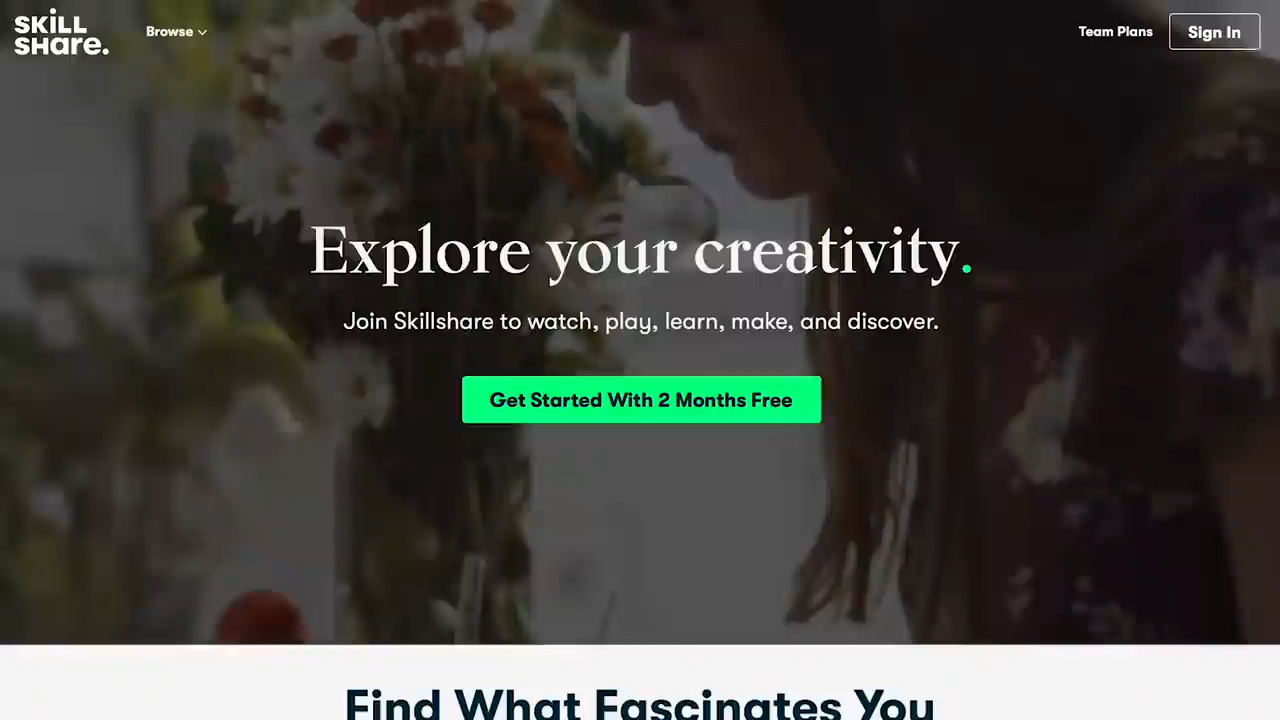 SKiLL
SHare.
Browse
Team Plans
Sign In
Explore your creativity.
Join Skillshare to watch, play, learn, make, and discover.
Get Started With 2 Months Free
Find What Fascinates You